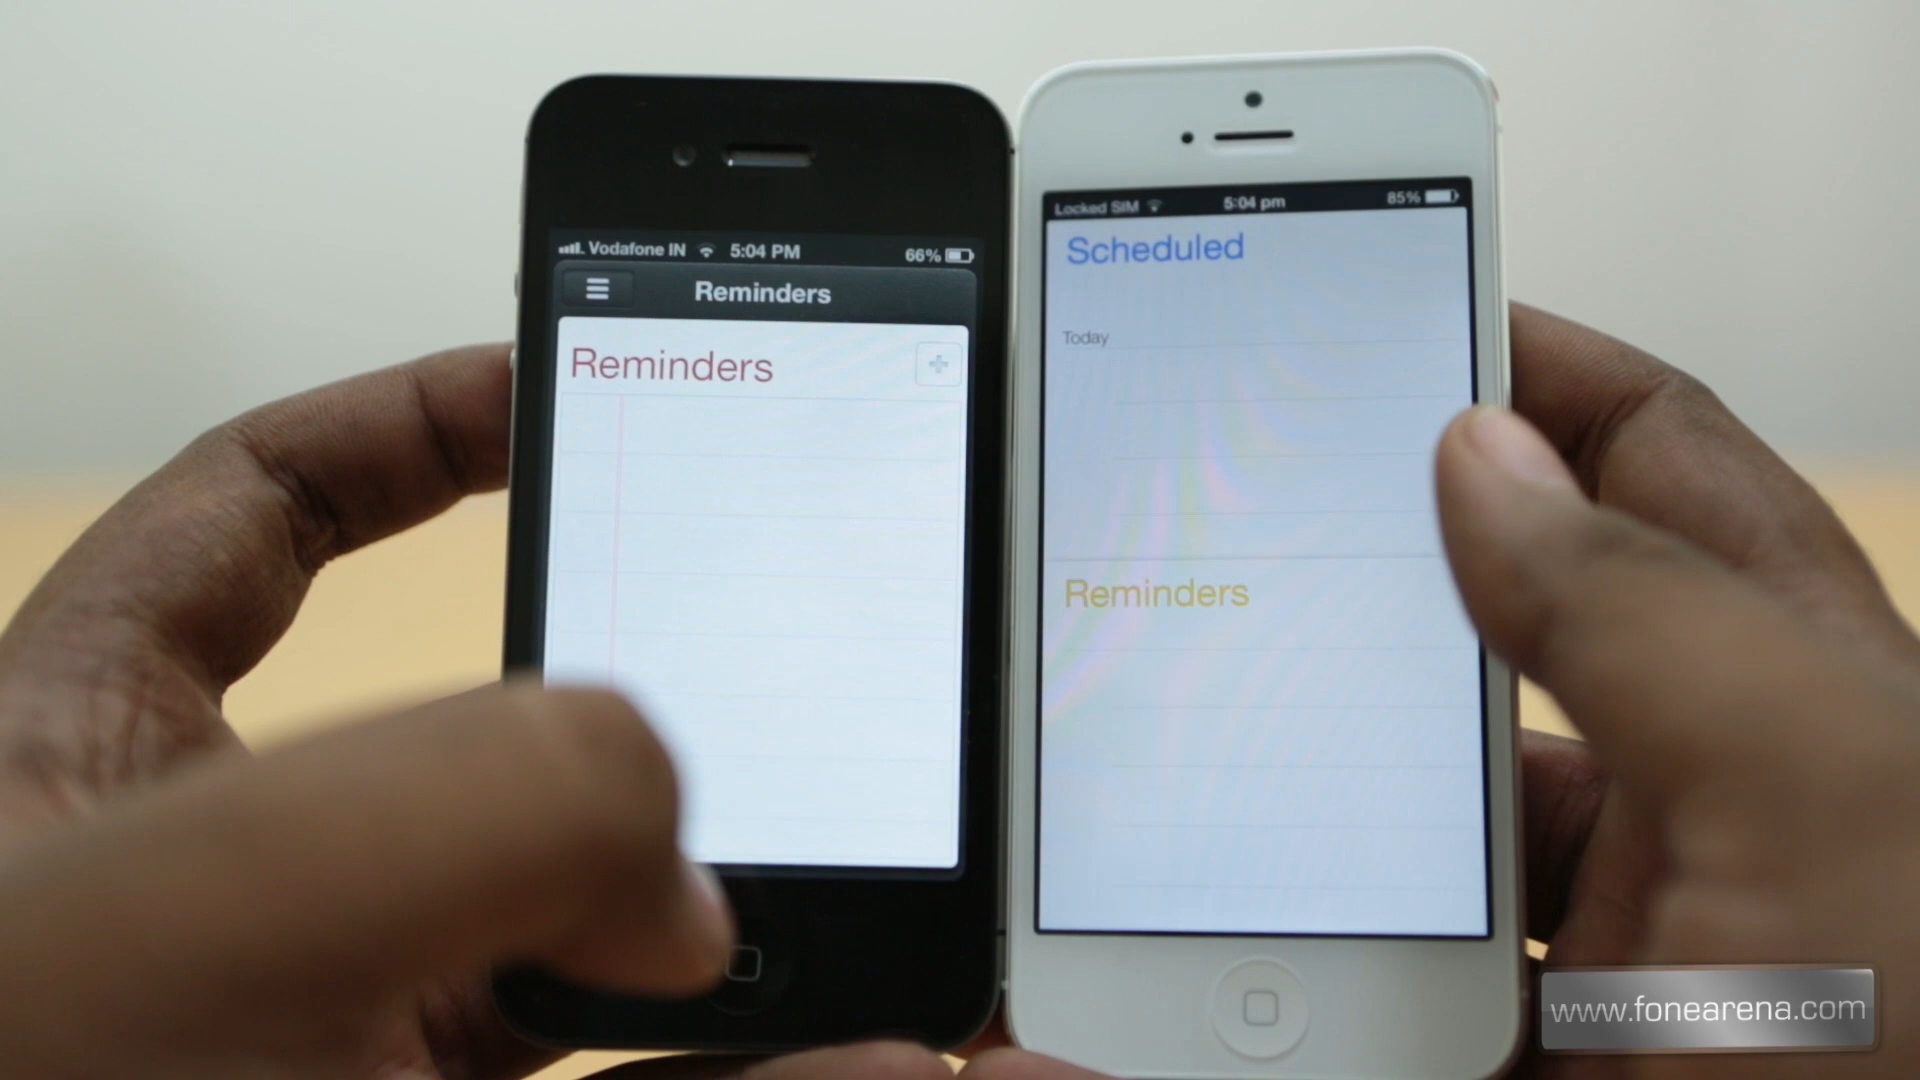 Vodafone IN 5:04 PM 66%
Reminders
Reminders
Locked SIM 5:04 pm 85%
Scheduled
Today
Reminders
www.fonearena.com